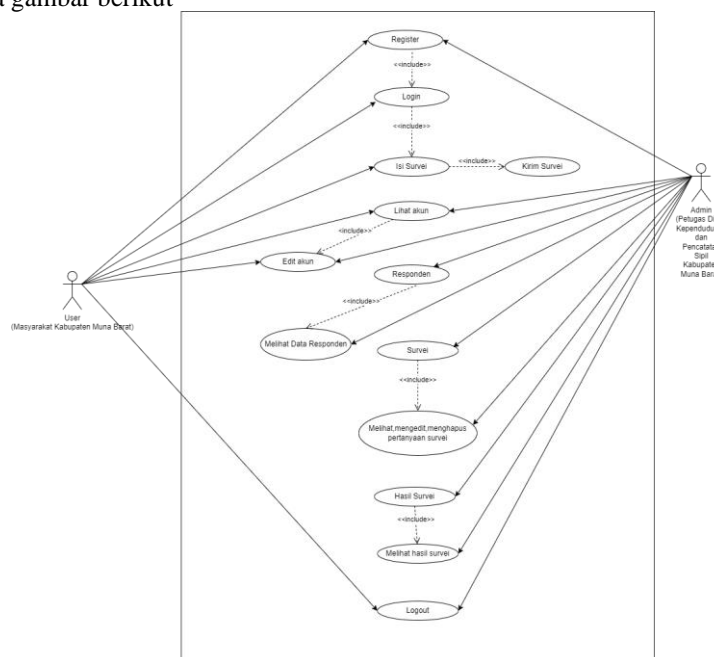 gambar berikut
Register
<<include>>
Login
<<include>>
Isi Survei
<<include>>
Kirim Survei
Lihat akun
<<include>>
Edit akun
Responden
<<include>>
Melihat Data Responden
Survei
<<include>>
Melihat,mengedit,menghapus
pertanyaan survei
Hasil Survei
<<include>>
Melihat hasil survei
Logout
User
(Masyarakat Kabupaten Muna Barat)
Admin
(Petugas
Kependudu
dan
Pencatata
Sipil
Kabupate
Muna Bara